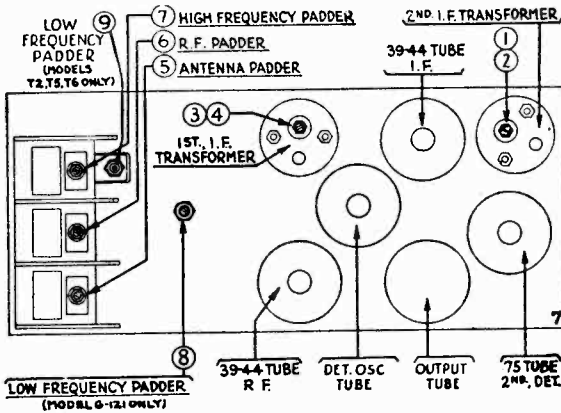 ⑨
LOW
FREQUENCY
PADDER
(MODELS
T2,T5,T6 ONLY)
⑦ HIGH FREQUENCY PADDER
⑥ R.F. PADDER
⑤ ANTENNA PADDER
39-44 TUBE
I.F.
2ND. I.F. TRANSFORMER
①
②
③ ④
1ST., I.F.
TRANSFORMER
7
⑧
LOW FREQUENCY PADDER
(MODEL G-121 ONLY)
39-44 TUBE
R F.
DET. OSC
TUBE
OUTPUT
TUBE
75 TUBE
2ND, DET.